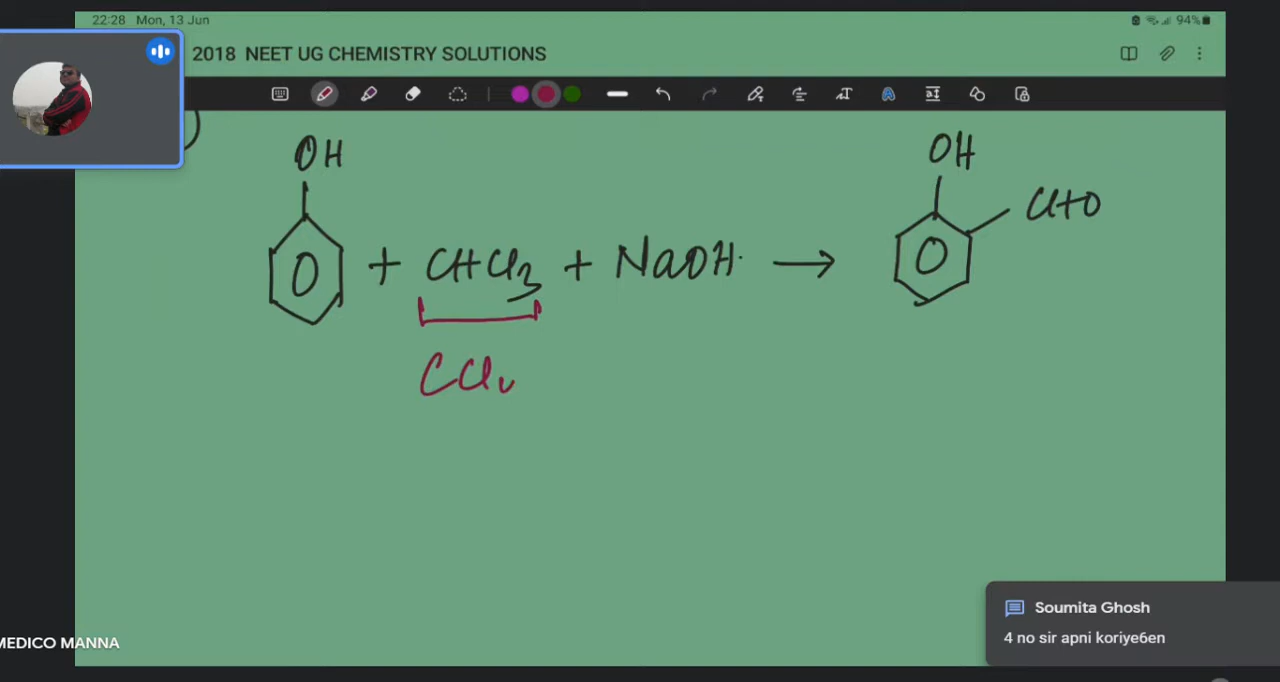 22:28 Mon, 13 Jun
94%
2018 NEET UG CHEMISTRY SOLUTIONS
OH
OH
CHO
+ CHCl3 + NaOH. →
CCl
Soumita Ghosh
4 no sir apni koriye6en
MEDICO MANNA